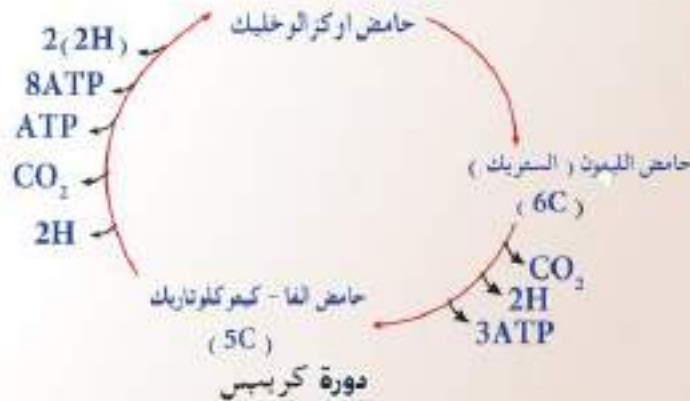 حامض اوكزالوخليك
حامض الليمون ( الستريك )
( 6C )
CO₂
2H
3ATP
حامض الفا - كيتوكلوتاريك
( 5C )
2H
CO₂
ATP
8ATP
2(2H)
دورة كريبس